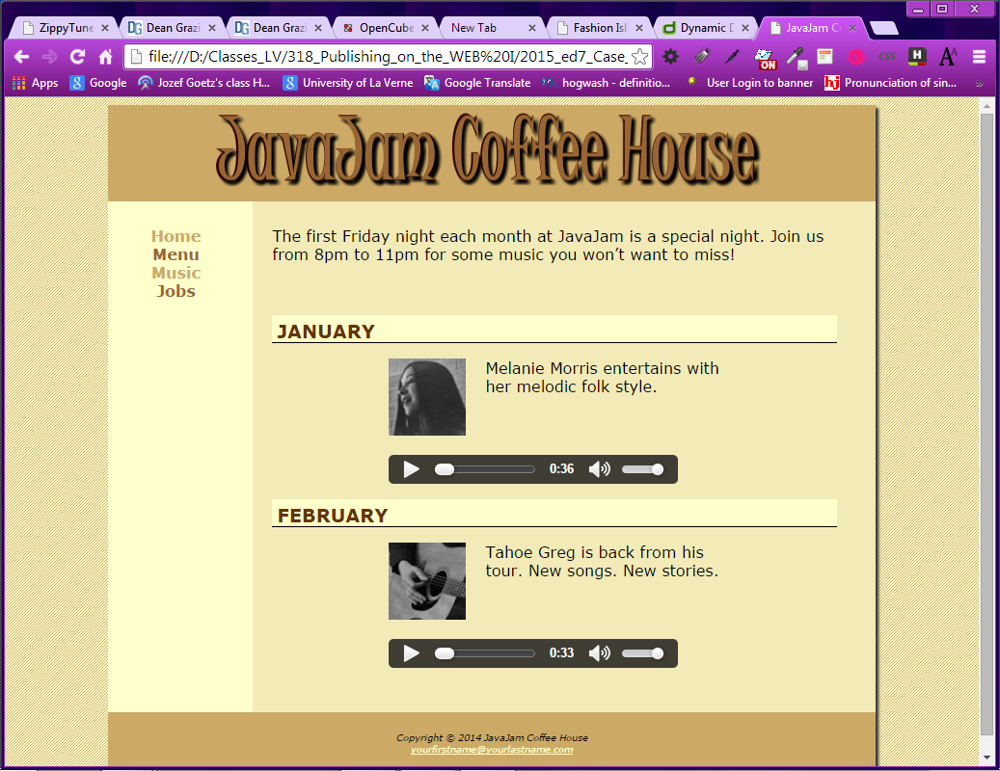 ZippyTune
Dean Grazi
Dean Grazi
OpenCube
New Tab
Fashion Isl
Dynamic D
JavaJam C
file:///D:/Classes_LV/318_Publishing_on_the_WEB%20I/2015_ed7_Case_
ON
CSS
H
Apps
Google
Jozef Goetz's class H...
University of La Verne
Google Translate
hogwash - definitio...
User Login to banner
Pronunciation of sin...
JavaJam Coffee House
Home
Menu
Music
Jobs
The first Friday night each month at JavaJam is a special night. Join us
from 8pm to 11pm for some music you won’t want to miss!
JANUARY
Melanie Morris entertains with
her melodic folk style.
0:36
FEBRUARY
Tahoe Greg is back from his
tour. New songs. New stories.
0:33
Copyright © 2014 JavaJam Coffee House
yourfirstname@yourlastname.com